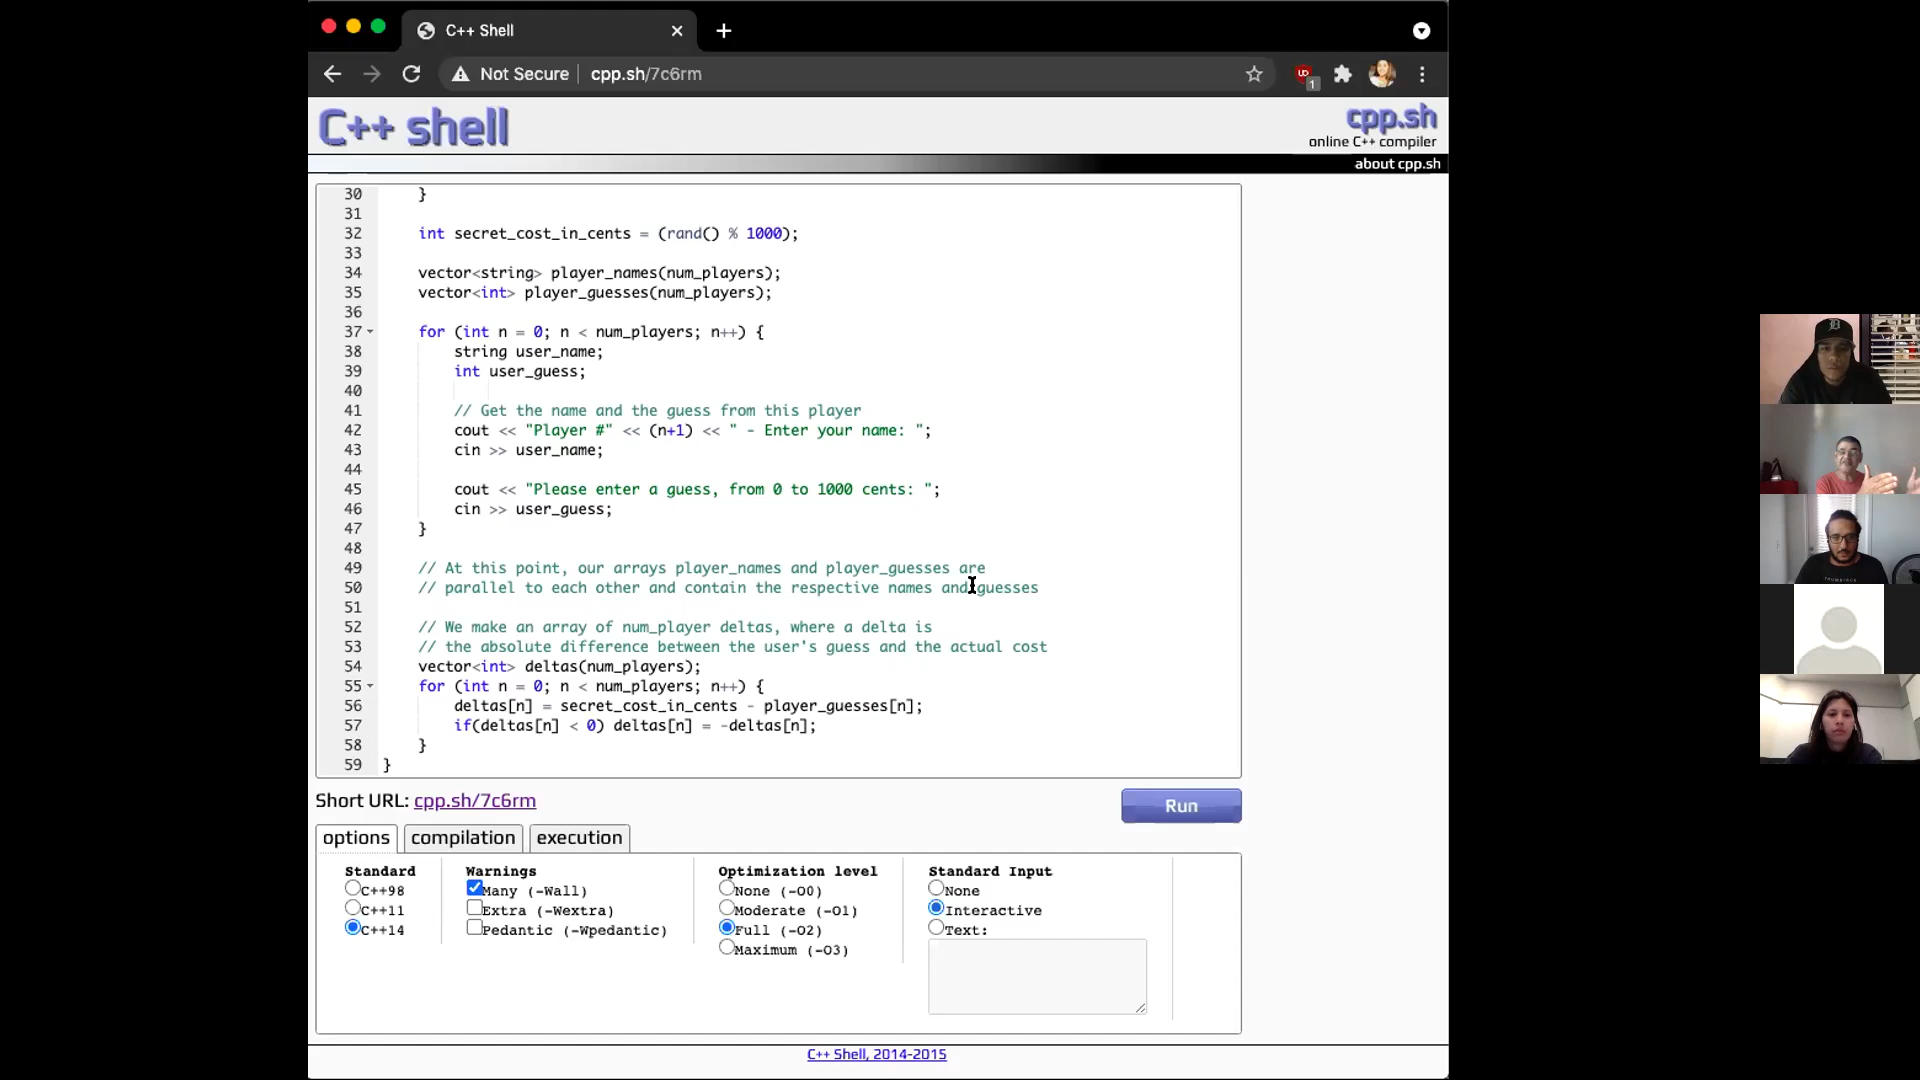 C++ Shell
Not Secure
cpp.sh/7c6rm
1
C++ shell
cpp.sh
online C++ compiler
about cpp.sh
30 }
31
32 int secret_cost_in_cents = (rand() % 1000);
33
34 vector<string> player_names(num_players);
35 vector<int> player_guesses(num_players);
36
37 for (int n = 0; n < num_players; n++) {
38 string user_name;
39 int user_guess;
40
41 // Get the name and the guess from this player
42 cout << "Player #" << (n+1) << " - Enter your name: ";
43 cin >> user_name;
44
45 cout << "Please enter a guess, from 0 to 1000 cents: ";
46 cin >> user_guess;
47 }
48
49 // At this point, our arrays player_names and player_guesses are
50 // parallel to each other and contain the respective names and guesses
51
52 // We make an array of num_player deltas, where a delta is
53 // the absolute difference between the user's guess and the actual cost
54 vector<int> deltas(num_players);
55 for (int n = 0; n < num_players; n++) {
56 deltas[n] = secret_cost_in_cents - player_guesses[n];
57 if(deltas[n] < 0) deltas[n] = -deltas[n];
58 }
59 }
Short URL: cpp.sh/7c6rm
Run
options
compilation
execution
Standard
C++98
C++11
C++14
Warnings
Many (-Wall)
Extra (-Wextra)
Pedantic (-Wpedantic)
Optimization level
None (-O0)
Moderate (-O1)
Full (-O2)
Maximum (-O3)
Standard Input
None
Interactive
Text:
C++ Shell, 2014-2015